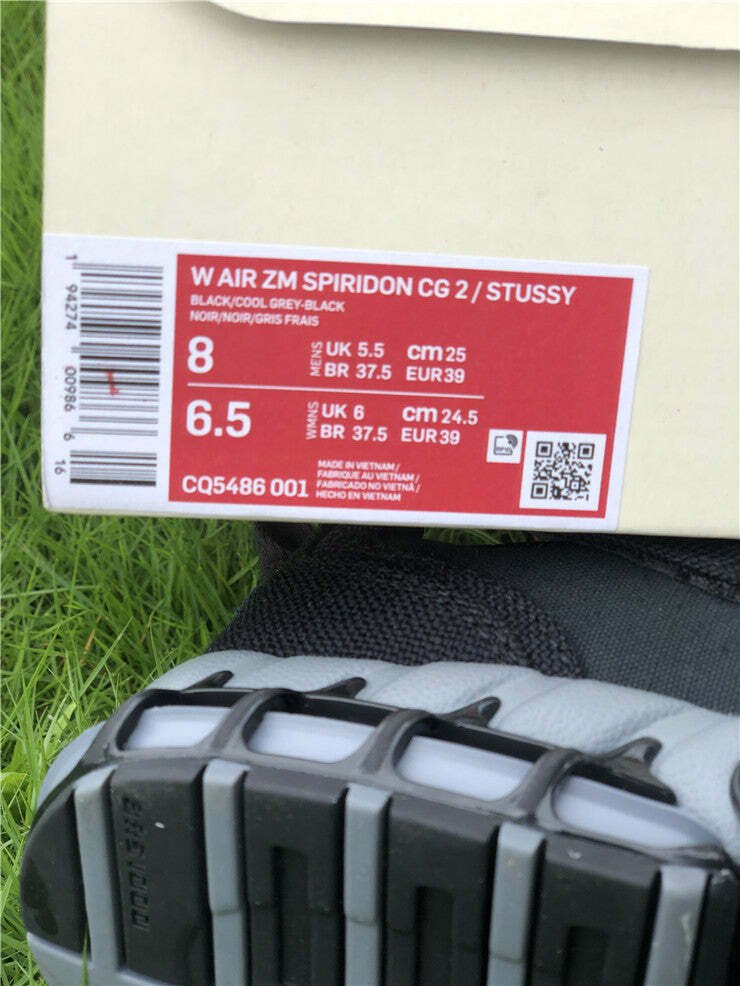 W AIR ZM SPIRIDON CG 2 / STUSSY
BLACK/COOL GREY-BLACK
NOIR/NOIR/GRIS FRAIS
8
MENS
UK 5.5 cm 25
BR 37.5 EUR 39
6.5
WMNS
UK 6 cm 24.5
BR 37.5 EUR 39
CQ5486 001
MADE IN VIETNAM /
FABRIQUE AU VIETNAM /
FABRICADO NO VIETNÃ /
HECHO EN VIETNAM
1 94274 00986 6
16